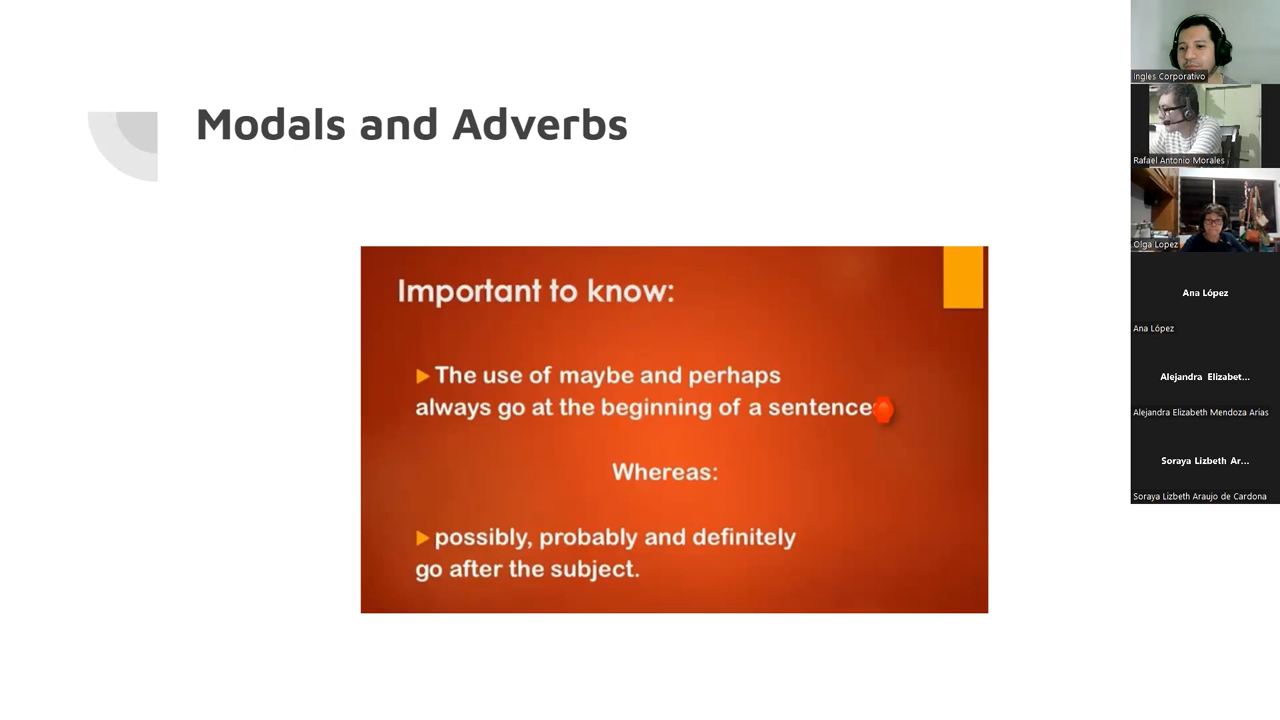 Modals and Adverbs
Important to know:
The use of maybe and perhaps
always go at the beginning of a sentence
Whereas:
possibly, probably and definitely
go after the subject.
Ingles Corporativo
Rafael Antonio Morales
Olga Lopez
Ana López
Ana López
Alejandra Elizabet...
Alejandra Elizabeth Mendoza Arias
Soraya Lizbeth Ar...
Soraya Lizbeth Araujo de Cardona